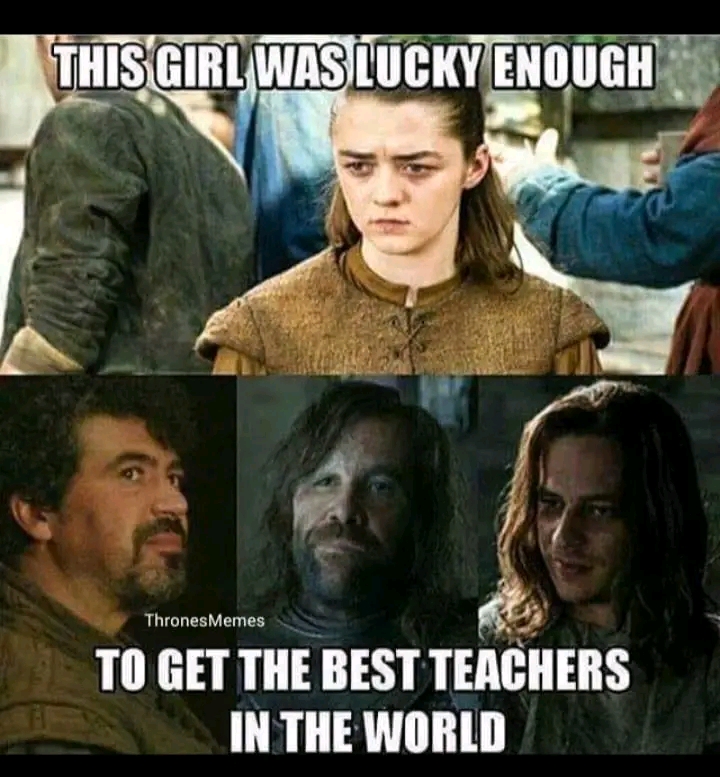 THIS GIRL WAS LUCKY ENOUGH
ThronesMemes
TO GET THE BEST TEACHERS
IN THE WORLD